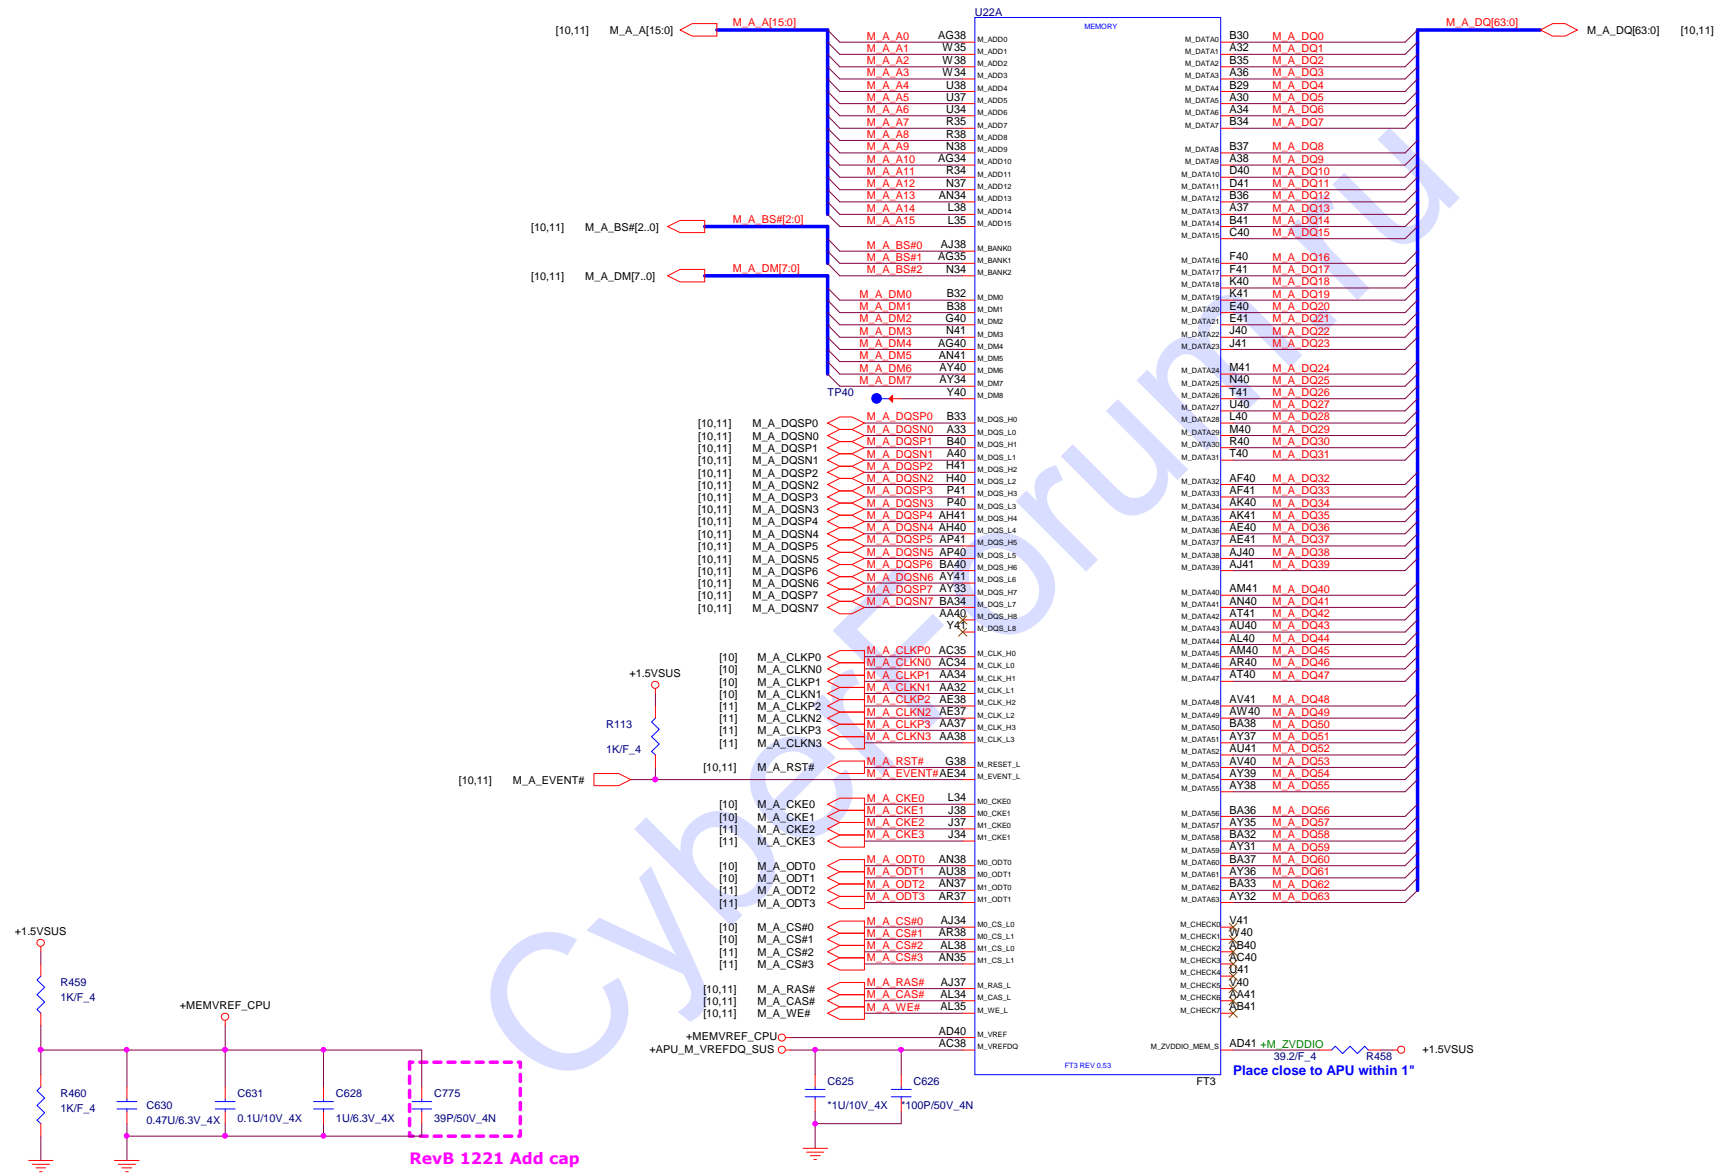 U22A
MEMORY
[10,11] M_A_A[15:0] M_A_A[15:0]
M_A_DQ[63:0] M_A_DQ[63:0] [10,11]
M_A_A0 AG38 M_ADD0
M_A_A1 W35 M_ADD1
M_A_A2 W38 M_ADD2
M_A_A3 W34 M_ADD3
M_A_A4 U38 M_ADD4
M_A_A5 U37 M_ADD5
M_A_A6 U34 M_ADD6
M_A_A7 R35 M_ADD7
M_A_A8 R38 M_ADD8
M_A_A9 N38 M_ADD9
M_A_A10 AG34 M_ADD10
M_A_A11 R34 M_ADD11
M_A_A12 N37 M_ADD12
M_A_A13 AN34 M_ADD13
M_A_A14 L38 M_ADD14
M_A_A15 L35 M_ADD15
[10,11] M_A_BS#[2..0] M_A_BS#[2:0]
M_A_BS#0 AJ38 M_BANK0
M_A_BS#1 AG35 M_BANK1
M_A_BS#2 N34 M_BANK2
[10,11] M_A_DM[7..0] M_A_DM[7:0]
M_A_DM0 B32 M_DM0
M_A_DM1 B38 M_DM1
M_A_DM2 G40 M_DM2
M_A_DM3 N41 M_DM3
M_A_DM4 AG40 M_DM4
M_A_DM5 AN41 M_DM5
M_A_DM6 AY40 M_DM6
M_A_DM7 AY34 M_DM7
TP40 Y40 M_DM8
[10,11] M_A_DQSP0 M_A_DQSP0 B33 M_DQS_H0
[10,11] M_A_DQSN0 M_A_DQSN0 A33 M_DQS_L0
[10,11] M_A_DQSP1 M_A_DQSP1 B40 M_DQS_H1
[10,11] M_A_DQSN1 M_A_DQSN1 A40 M_DQS_L1
[10,11] M_A_DQSP2 M_A_DQSP2 H41 M_DQS_H2
[10,11] M_A_DQSN2 M_A_DQSN2 H40 M_DQS_L2
[10,11] M_A_DQSP3 M_A_DQSP3 P41 M_DQS_H3
[10,11] M_A_DQSN3 M_A_DQSN3 P40 M_DQS_L3
[10,11] M_A_DQSP4 M_A_DQSP4 AH41 M_DQS_H4
[10,11] M_A_DQSN4 M_A_DQSN4 AH40 M_DQS_L4
[10,11] M_A_DQSP5 M_A_DQSP5 AP41 M_DQS_H5
[10,11] M_A_DQSN5 M_A_DQSN5 AP40 M_DQS_L5
[10,11] M_A_DQSP6 M_A_DQSP6 BA40 M_DQS_H6
[10,11] M_A_DQSN6 M_A_DQSN6 AY41 M_DQS_L6
[10,11] M_A_DQSP7 M_A_DQSP7 AY33 M_DQS_H7
[10,11] M_A_DQSN7 M_A_DQSN7 BA34 M_DQS_L7
AA40 M_DQS_H8
Y41 M_DQS_L8
[10] M_A_CLKP0 M_A_CLKP0 AC35 M_CLK_H0
[10] M_A_CLKN0 M_A_CLKN0 AC34 M_CLK_L0
[10] M_A_CLKP1 M_A_CLKP1 AA34 M_CLK_H1
[10] M_A_CLKN1 M_A_CLKN1 AA32 M_CLK_L1
[11] M_A_CLKP2 M_A_CLKP2 AE38 M_CLK_H2
[11] M_A_CLKN2 M_A_CLKN2 AE37 M_CLK_L2
[11] M_A_CLKP3 M_A_CLKP3 AA37 M_CLK_H3
[11] M_A_CLKN3 M_A_CLKN3 AA38 M_CLK_L3
+1.5VSUS
R113
1K/F_4
[10,11] M_A_RST# M_A_RST# G38 M_RESET_L
[10,11] M_A_EVENT# M_A_EVENT# AE34 M_EVENT_L
[10] M_A_CKE0 M_A_CKE0 L34 M0_CKE0
[10] M_A_CKE1 M_A_CKE1 J38 M0_CKE1
[11] M_A_CKE2 M_A_CKE2 J37 M1_CKE0
[11] M_A_CKE3 M_A_CKE3 J34 M1_CKE1
[10] M_A_ODT0 M_A_ODT0 AN38 M0_ODT0
[10] M_A_ODT1 M_A_ODT1 AU38 M0_ODT1
[11] M_A_ODT2 M_A_ODT2 AN37 M1_ODT0
[11] M_A_ODT3 M_A_ODT3 AR37 M1_ODT1
[10] M_A_CS#0 M_A_CS#0 AJ34 M0_CS_L0
[10] M_A_CS#1 M_A_CS#1 AR38 M0_CS_L1
[11] M_A_CS#2 M_A_CS#2 AL38 M1_CS_L0
[11] M_A_CS#3 M_A_CS#3 AN35 M1_CS_L1
[10,11] M_A_RAS# M_A_RAS# AJ37 M_RAS_L
[10,11] M_A_CAS# M_A_CAS# AL34 M_CAS_L
[10,11] M_A_WE# M_A_WE# AL35 M_WE_L
+MEMVREF_CPU AD40 M_VREF
+APU_M_VREFDQ_SUS AC38 M_VREFDQ
M_DATA0 B30 M_A_DQ0
M_DATA1 A32 M_A_DQ1
M_DATA2 B35 M_A_DQ2
M_DATA3 A36 M_A_DQ3
M_DATA4 B29 M_A_DQ4
M_DATA5 A30 M_A_DQ5
M_DATA6 A34 M_A_DQ6
M_DATA7 B34 M_A_DQ7
M_DATA8 B37 M_A_DQ8
M_DATA9 A38 M_A_DQ9
M_DATA10 D40 M_A_DQ10
M_DATA11 D41 M_A_DQ11
M_DATA12 B36 M_A_DQ12
M_DATA13 A37 M_A_DQ13
M_DATA14 B41 M_A_DQ14
M_DATA15 C40 M_A_DQ15
M_DATA16 F40 M_A_DQ16
M_DATA17 F41 M_A_DQ17
M_DATA18 K40 M_A_DQ18
M_DATA19 K41 M_A_DQ19
M_DATA20 E40 M_A_DQ20
M_DATA21 E41 M_A_DQ21
M_DATA22 J40 M_A_DQ22
M_DATA23 J41 M_A_DQ23
M_DATA24 M41 M_A_DQ24
M_DATA25 N40 M_A_DQ25
M_DATA26 T41 M_A_DQ26
M_DATA27 U40 M_A_DQ27
M_DATA28 L40 M_A_DQ28
M_DATA29 M40 M_A_DQ29
M_DATA30 R40 M_A_DQ30
M_DATA31 T40 M_A_DQ31
M_DATA32 AF40 M_A_DQ32
M_DATA33 AF41 M_A_DQ33
M_DATA34 AK40 M_A_DQ34
M_DATA35 AK41 M_A_DQ35
M_DATA36 AE40 M_A_DQ36
M_DATA37 AE41 M_A_DQ37
M_DATA38 AJ40 M_A_DQ38
M_DATA39 AJ41 M_A_DQ39
M_DATA40 AM41 M_A_DQ40
M_DATA41 AN40 M_A_DQ41
M_DATA42 AT41 M_A_DQ42
M_DATA43 AU40 M_A_DQ43
M_DATA44 AL40 M_A_DQ44
M_DATA45 AM40 M_A_DQ45
M_DATA46 AR40 M_A_DQ46
M_DATA47 AT40 M_A_DQ47
M_DATA48 AV41 M_A_DQ48
M_DATA49 AW40 M_A_DQ49
M_DATA50 BA38 M_A_DQ50
M_DATA51 AY37 M_A_DQ51
M_DATA52 AU41 M_A_DQ52
M_DATA53 AV40 M_A_DQ53
M_DATA54 AY39 M_A_DQ54
M_DATA55 AY38 M_A_DQ55
M_DATA56 BA36 M_A_DQ56
M_DATA57 AY35 M_A_DQ57
M_DATA58 BA32 M_A_DQ58
M_DATA59 AY31 M_A_DQ59
M_DATA60 BA37 M_A_DQ60
M_DATA61 AY36 M_A_DQ61
M_DATA62 BA33 M_A_DQ62
M_DATA63 AY32 M_A_DQ63
M_CHECK0 V41
M_CHECK1 W40
M_CHECK2 AB40
M_CHECK3 AC40
M_CHECK4 U41
M_CHECK5 V40
M_CHECK6 AA41
M_CHECK7 AB41
M_ZVDDIO_MEM_S AD41 +M_ZVDDIO +1.5VSUS
39.2/F_4 R458
Place close to APU within 1"
FT3 REV 0.53
FT3
C625
*1U/10V_4X
C626
*100P/50V_4N
+1.5VSUS
R459
1K/F_4
+MEMVREF_CPU
R460
1K/F_4
C630
0.47U/6.3V_4X
C631
0.1U/10V_4X
C628
1U/6.3V_4X
C775
39P/50V_4N
RevB 1221 Add cap
CyberForum.ru